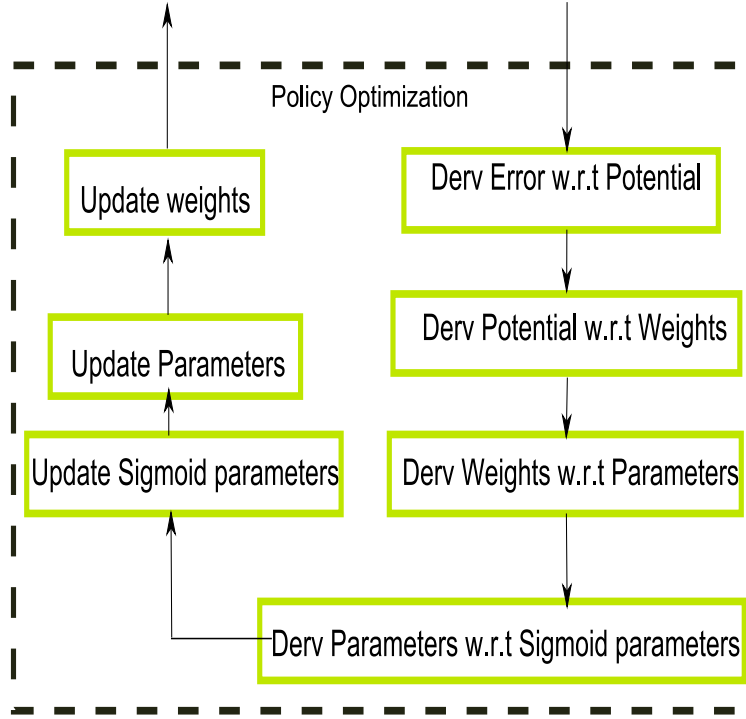 Policy Optimization
Update weights
Derv Error w.r.t Potential
Update Parameters
Derv Potential w.r.t Weights
Update Sigmoid parameters
Derv Weights w.r.t Parameters
Derv Parameters w.r.t Sigmoid parameters